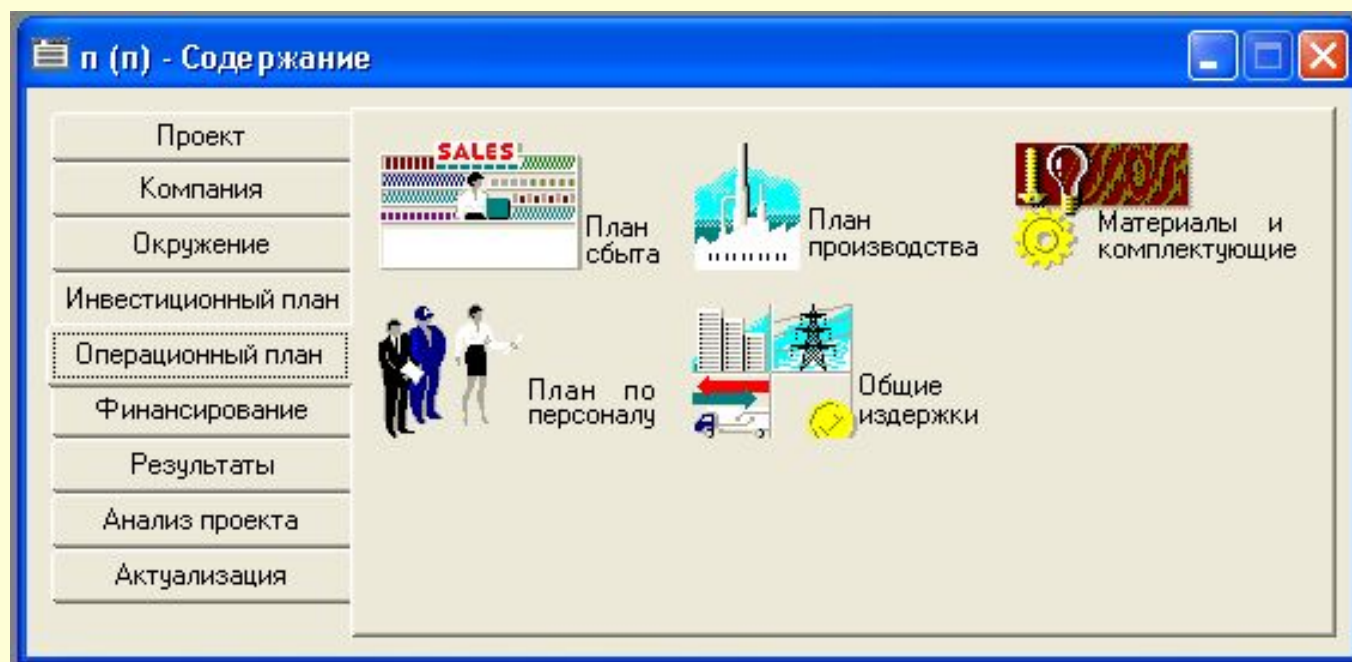 п (п) - Содержание
Проект
Компания
Окружение
Инвестиционный план
Операционный план
Финансирование
Результаты
Анализ проекта
Актуализация
SALES
План
сбыта
План
производства
Материалы и
комплектующие
План по
персоналу
Общие
издержки